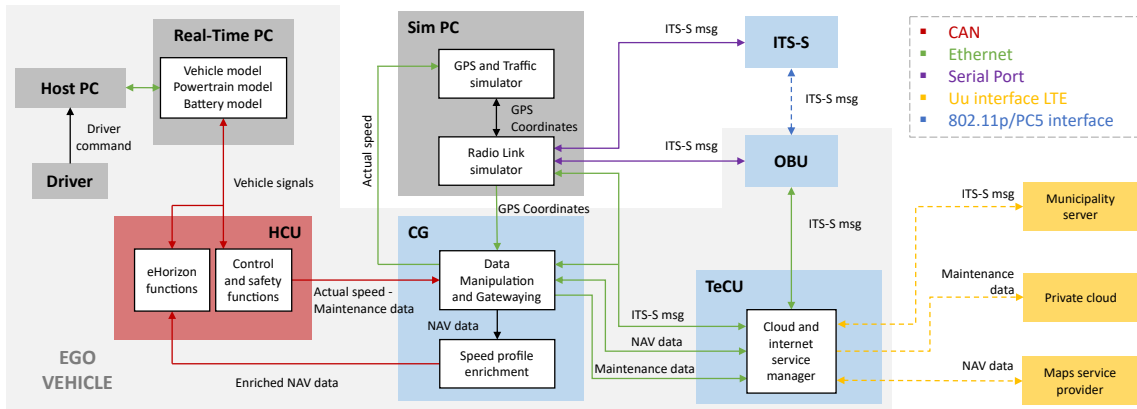 Real-Time PC
Vehicle model
Powertrain model
Battery model
Host PC
Driver
command
Driver
Vehicle signals
Sim PC
GPS and Traffic
simulator
GPS
Coordinates
Radio Link
simulator
Actual speed
GPS Coordinates
ITS-S msg
ITS-S
ITS-S msg
ITS-S msg
OBU
ITS-S msg
CAN
Ethernet
Serial Port
Uu interface LTE
802.11p/PC5 interface
HCU
eHorizon
functions
Control
and safety
functions
Actual speed -
Maintenance data
CG
Data
Manipulation
and Gatewaying
NAV data
Speed profile
enrichment
Enriched NAV data
ITS-S msg
NAV data
Maintenance data
TeCU
Cloud and
internet
service
manager
ITS-S msg
Municipality
server
Maintenance
data
Private cloud
NAV data
Maps service
provider
EGO
VEHICLE